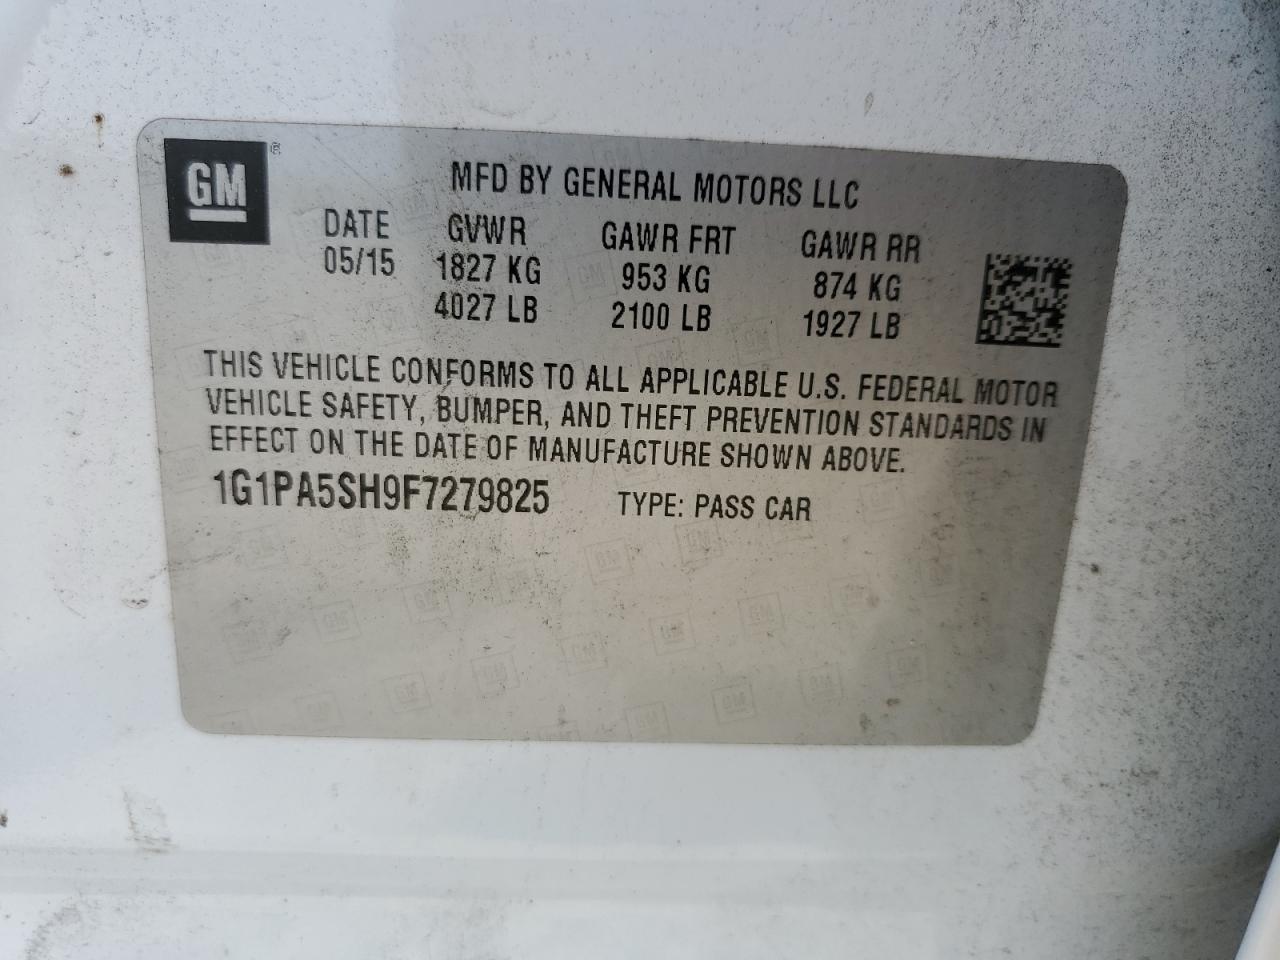 GM ®
MFD BY GENERAL MOTORS LLC
DATE GVWR GAWR FRT GAWR RR
05/15 1827 KG 953 KG 874 KG
4027 LB 2100 LB 1927 LB
THIS VEHICLE CONFORMS TO ALL APPLICABLE U.S. FEDERAL MOTOR
VEHICLE SAFETY, BUMPER, AND THEFT PREVENTION STANDARDS IN
EFFECT ON THE DATE OF MANUFACTURE SHOWN ABOVE.
1G1PA5SH9F7279825 TYPE: PASS CAR